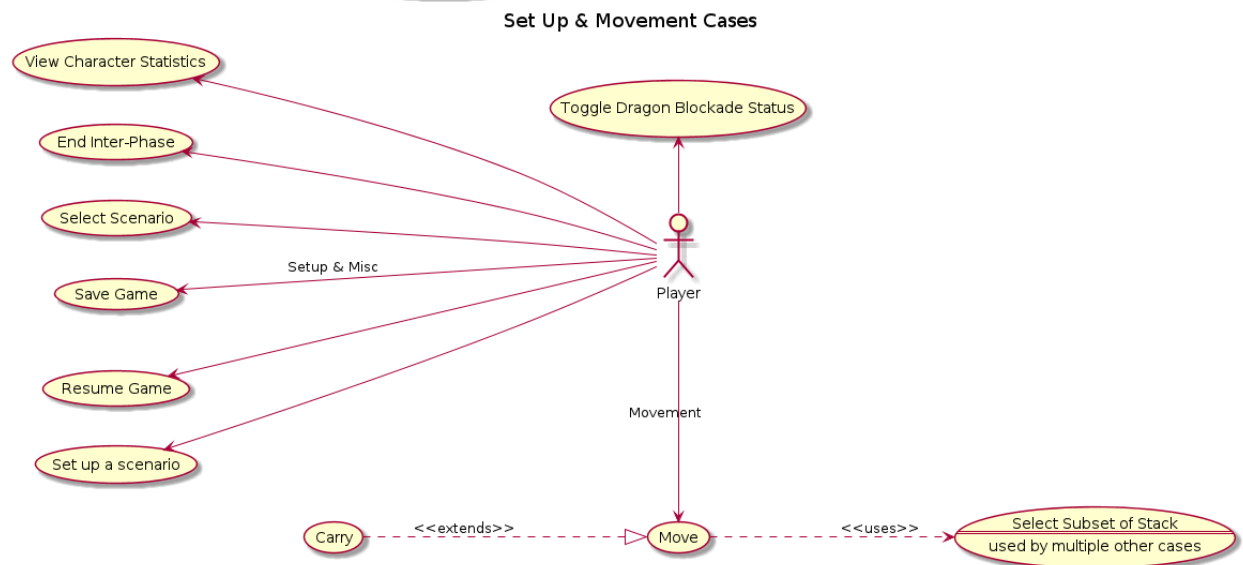 Set Up & Movement Cases
View Character Statistics
Toggle Dragon Blockade Status
End Inter-Phase
Select Scenario
Setup & Misc
Save Game
Player
Resume Game
Movement
Set up a scenario
Carry
<<extends>>
Move
<<uses>>
Select Subset of Stack
used by multiple other cases